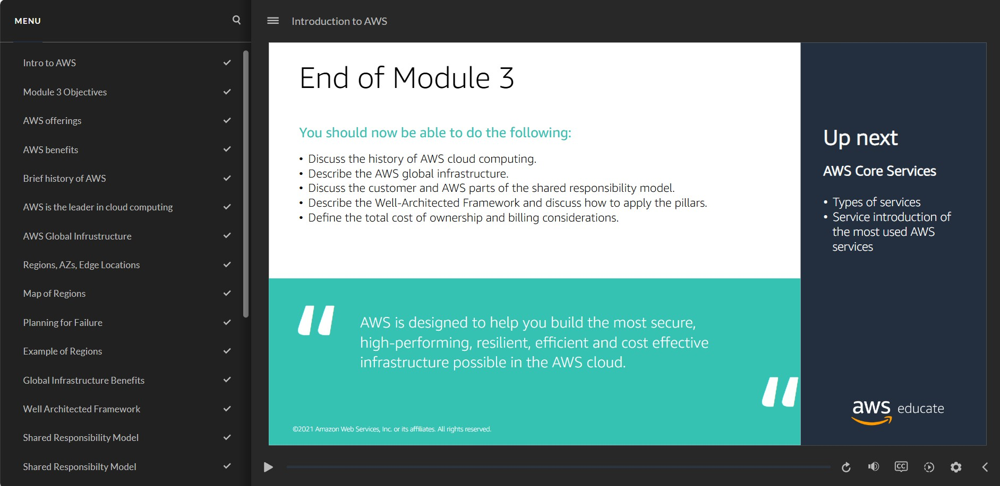 MENU
Intro to AWS
Module 3 Objectives
AWS offerings
AWS benefits
Brief history of AWS
AWS is the leader in cloud computing
AWS Global Infrustructure
Regions, AZs, Edge Locations
Map of Regions
Planning for Failure
Example of Regions
Global Infrastructure Benefits
Well Architected Framework
Shared Responsibility Model
Shared Responsibilty Model
Introduction to AWS
End of Module 3
You should now be able to do the following:
• Discuss the history of AWS cloud computing.
• Describe the AWS global infrastructure.
• Discuss the customer and AWS parts of the shared responsibility model.
• Describe the Well-Architected Framework and discuss how to apply the pillars.
• Define the total cost of ownership and billing considerations.
"
AWS is designed to help you build the most secure,
high-performing, resilient, efficient and cost effective
infrastructure possible in the AWS cloud.
"
©2021 Amazon Web Services, Inc. or its affiliates. All rights reserved.
Up next
AWS Core Services
• Types of services
• Service introduction of
the most used AWS
services
aws educate
CC